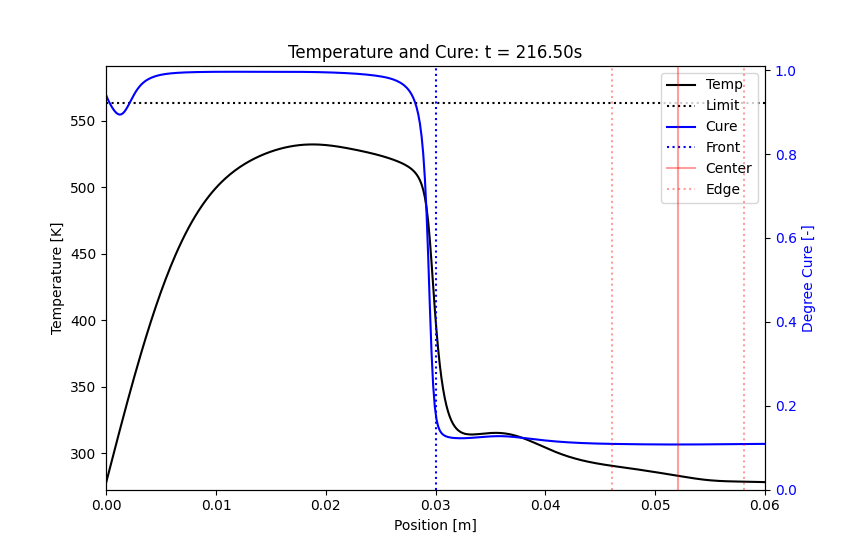 Temperature and Cure: t = 216.50s
Temp
Limit
Cure
Front
Center
Edge
Temperature [K]
550
500
450
400
350
300
Degree Cure [-]
1.0
0.8
0.6
0.4
0.2
0.0
0.00 0.01 0.02 0.03 0.04 0.05 0.06
Position [m]